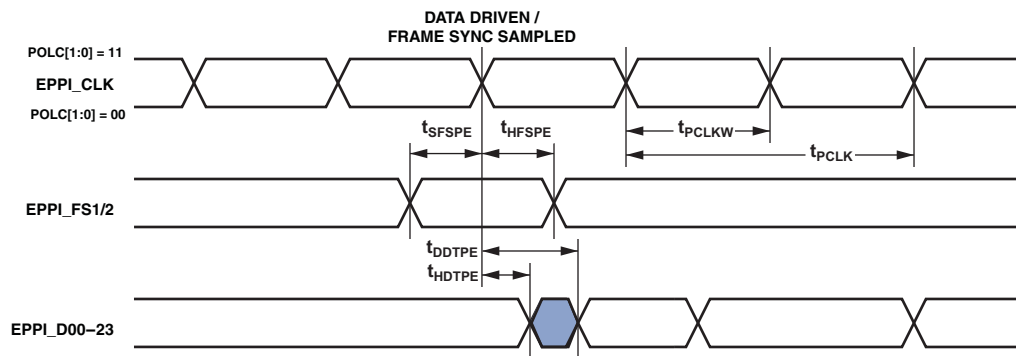 DATA DRIVEN /
FRAME SYNC SAMPLED
POLC[1:0] = 11
EPPI_CLK
POLC[1:0] = 00
tSFSPE
tHFSPE
tPCLKW
tPCLK
EPPI_FS1/2
tDDTPE
tHDTPE
EPPI_D00–23